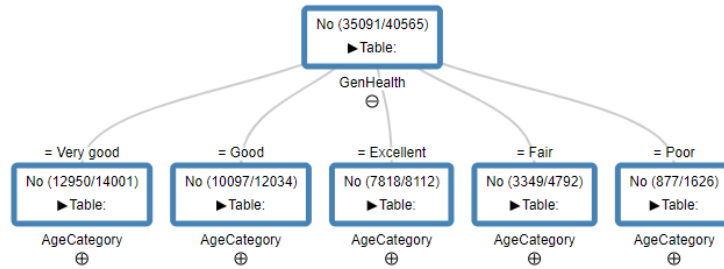 No (35091/40565)
▶Table:
GenHealth
⊖
= Very good
= Good
= Excellent
= Fair
= Poor
No (12950/14001)
▶Table:
No (10097/12034)
▶Table:
No (7818/8112)
▶Table:
No (3349/4792)
▶Table:
No (877/1626)
▶Table:
AgeCategory
⊕
AgeCategory
⊕
AgeCategory
⊕
AgeCategory
⊕
AgeCategory
⊕